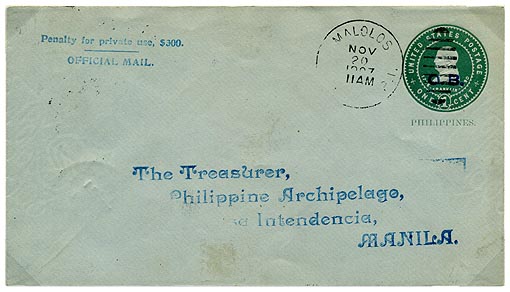 Penalty for private use, $300.
OFFICIAL MAIL.
MALOLOS P.I.
NOV
20
1907
11AM
UNITED STATES POSTAGE
O.B.
ONE CENT
PHILIPPINES.
The Treasurer,
Philippine Archipelago,
Intendencia,
MANILA.